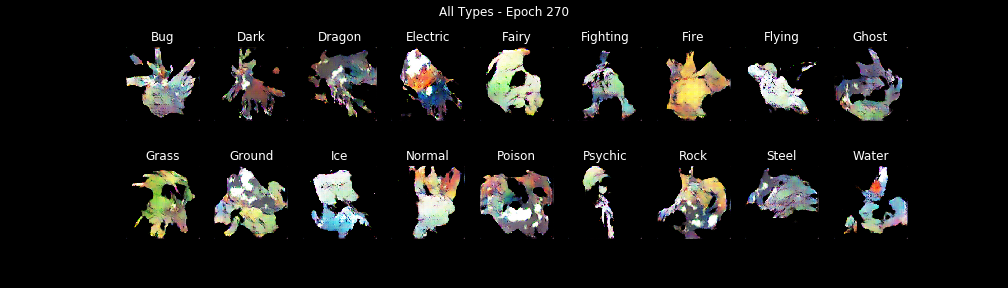 All Types - Epoch 270
Bug Dark Dragon Electric Fairy Fighting Fire Flying Ghost
Grass Ground Ice Normal Poison Psychic Rock Steel Water